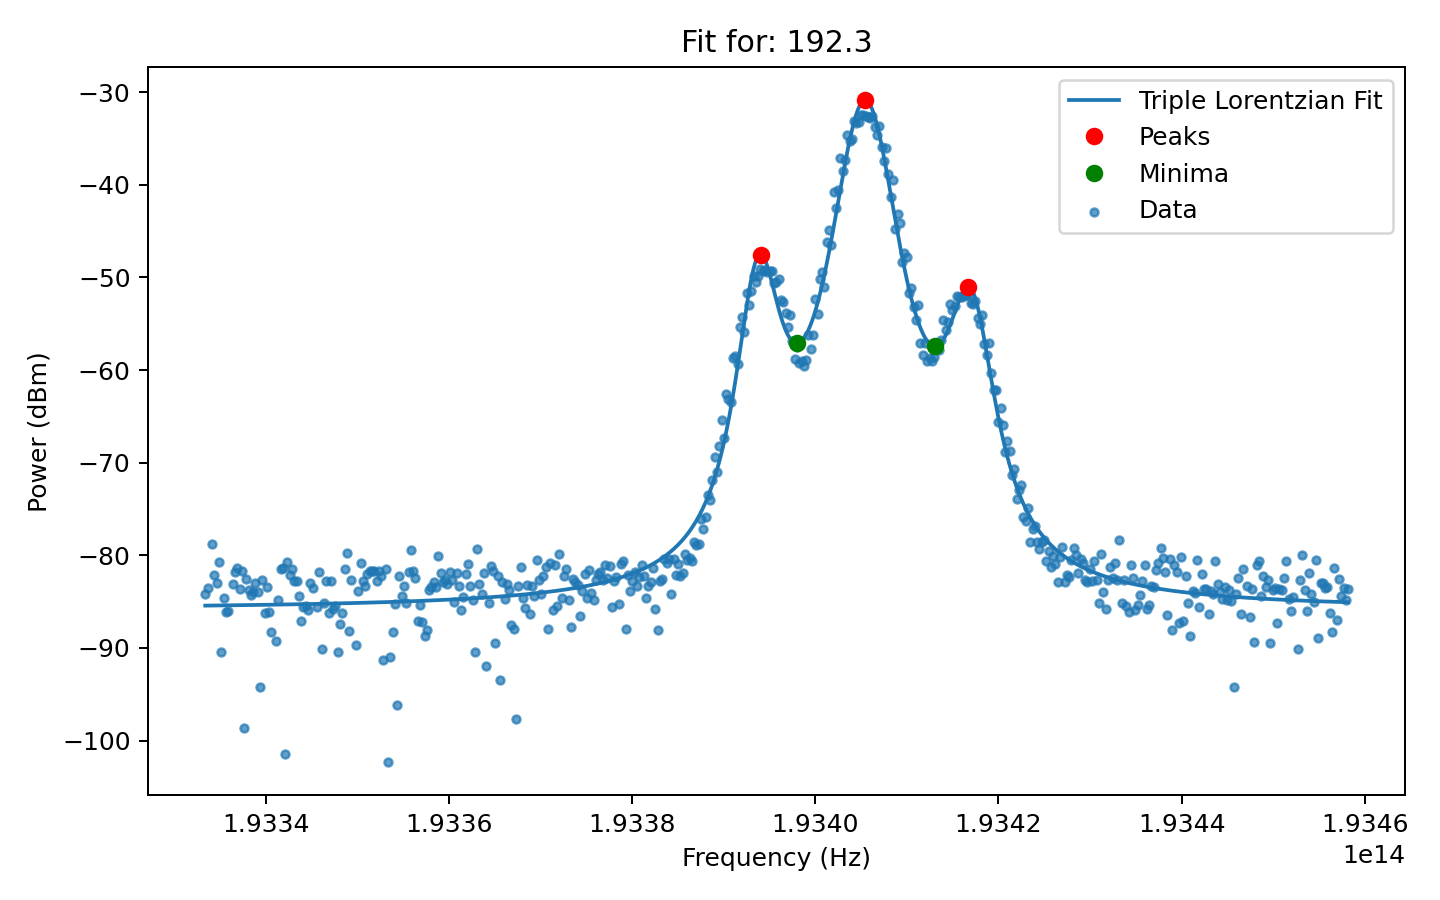 Fit for: 192.3
Triple Lorentzian Fit
Peaks
Minima
Data
Power (dBm)
−30
−40
−50
−60
−70
−80
−90
−100
1.9334 1.9336 1.9338 1.9340 1.9342 1.9344 1.9346
1e14
Frequency (Hz)